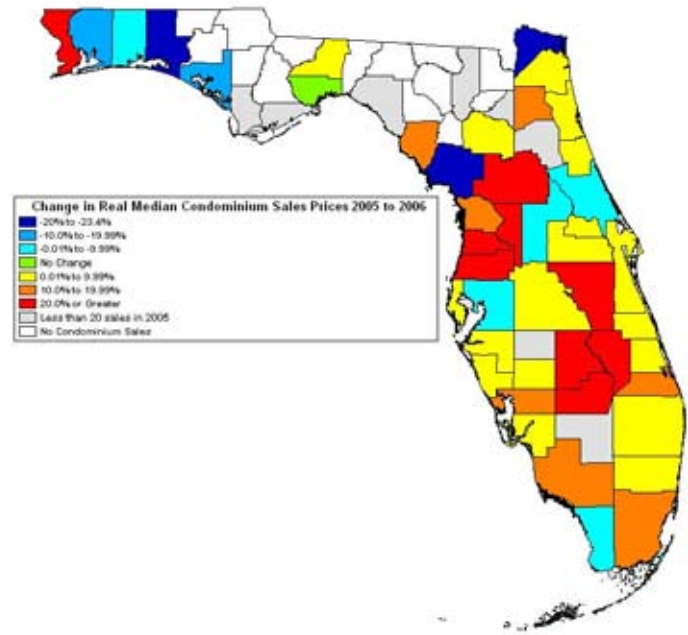 Change in Real Median Condominium Sales Prices 2005 to 2006
-20% to -23.4%
-10.0% to -19.99%
-0.01% to -9.99%
No Change
0.01% to 9.99%
10.0% to 19.99%
20.0% or Greater
Less than 20 sales in 2005
No Condominium Sales